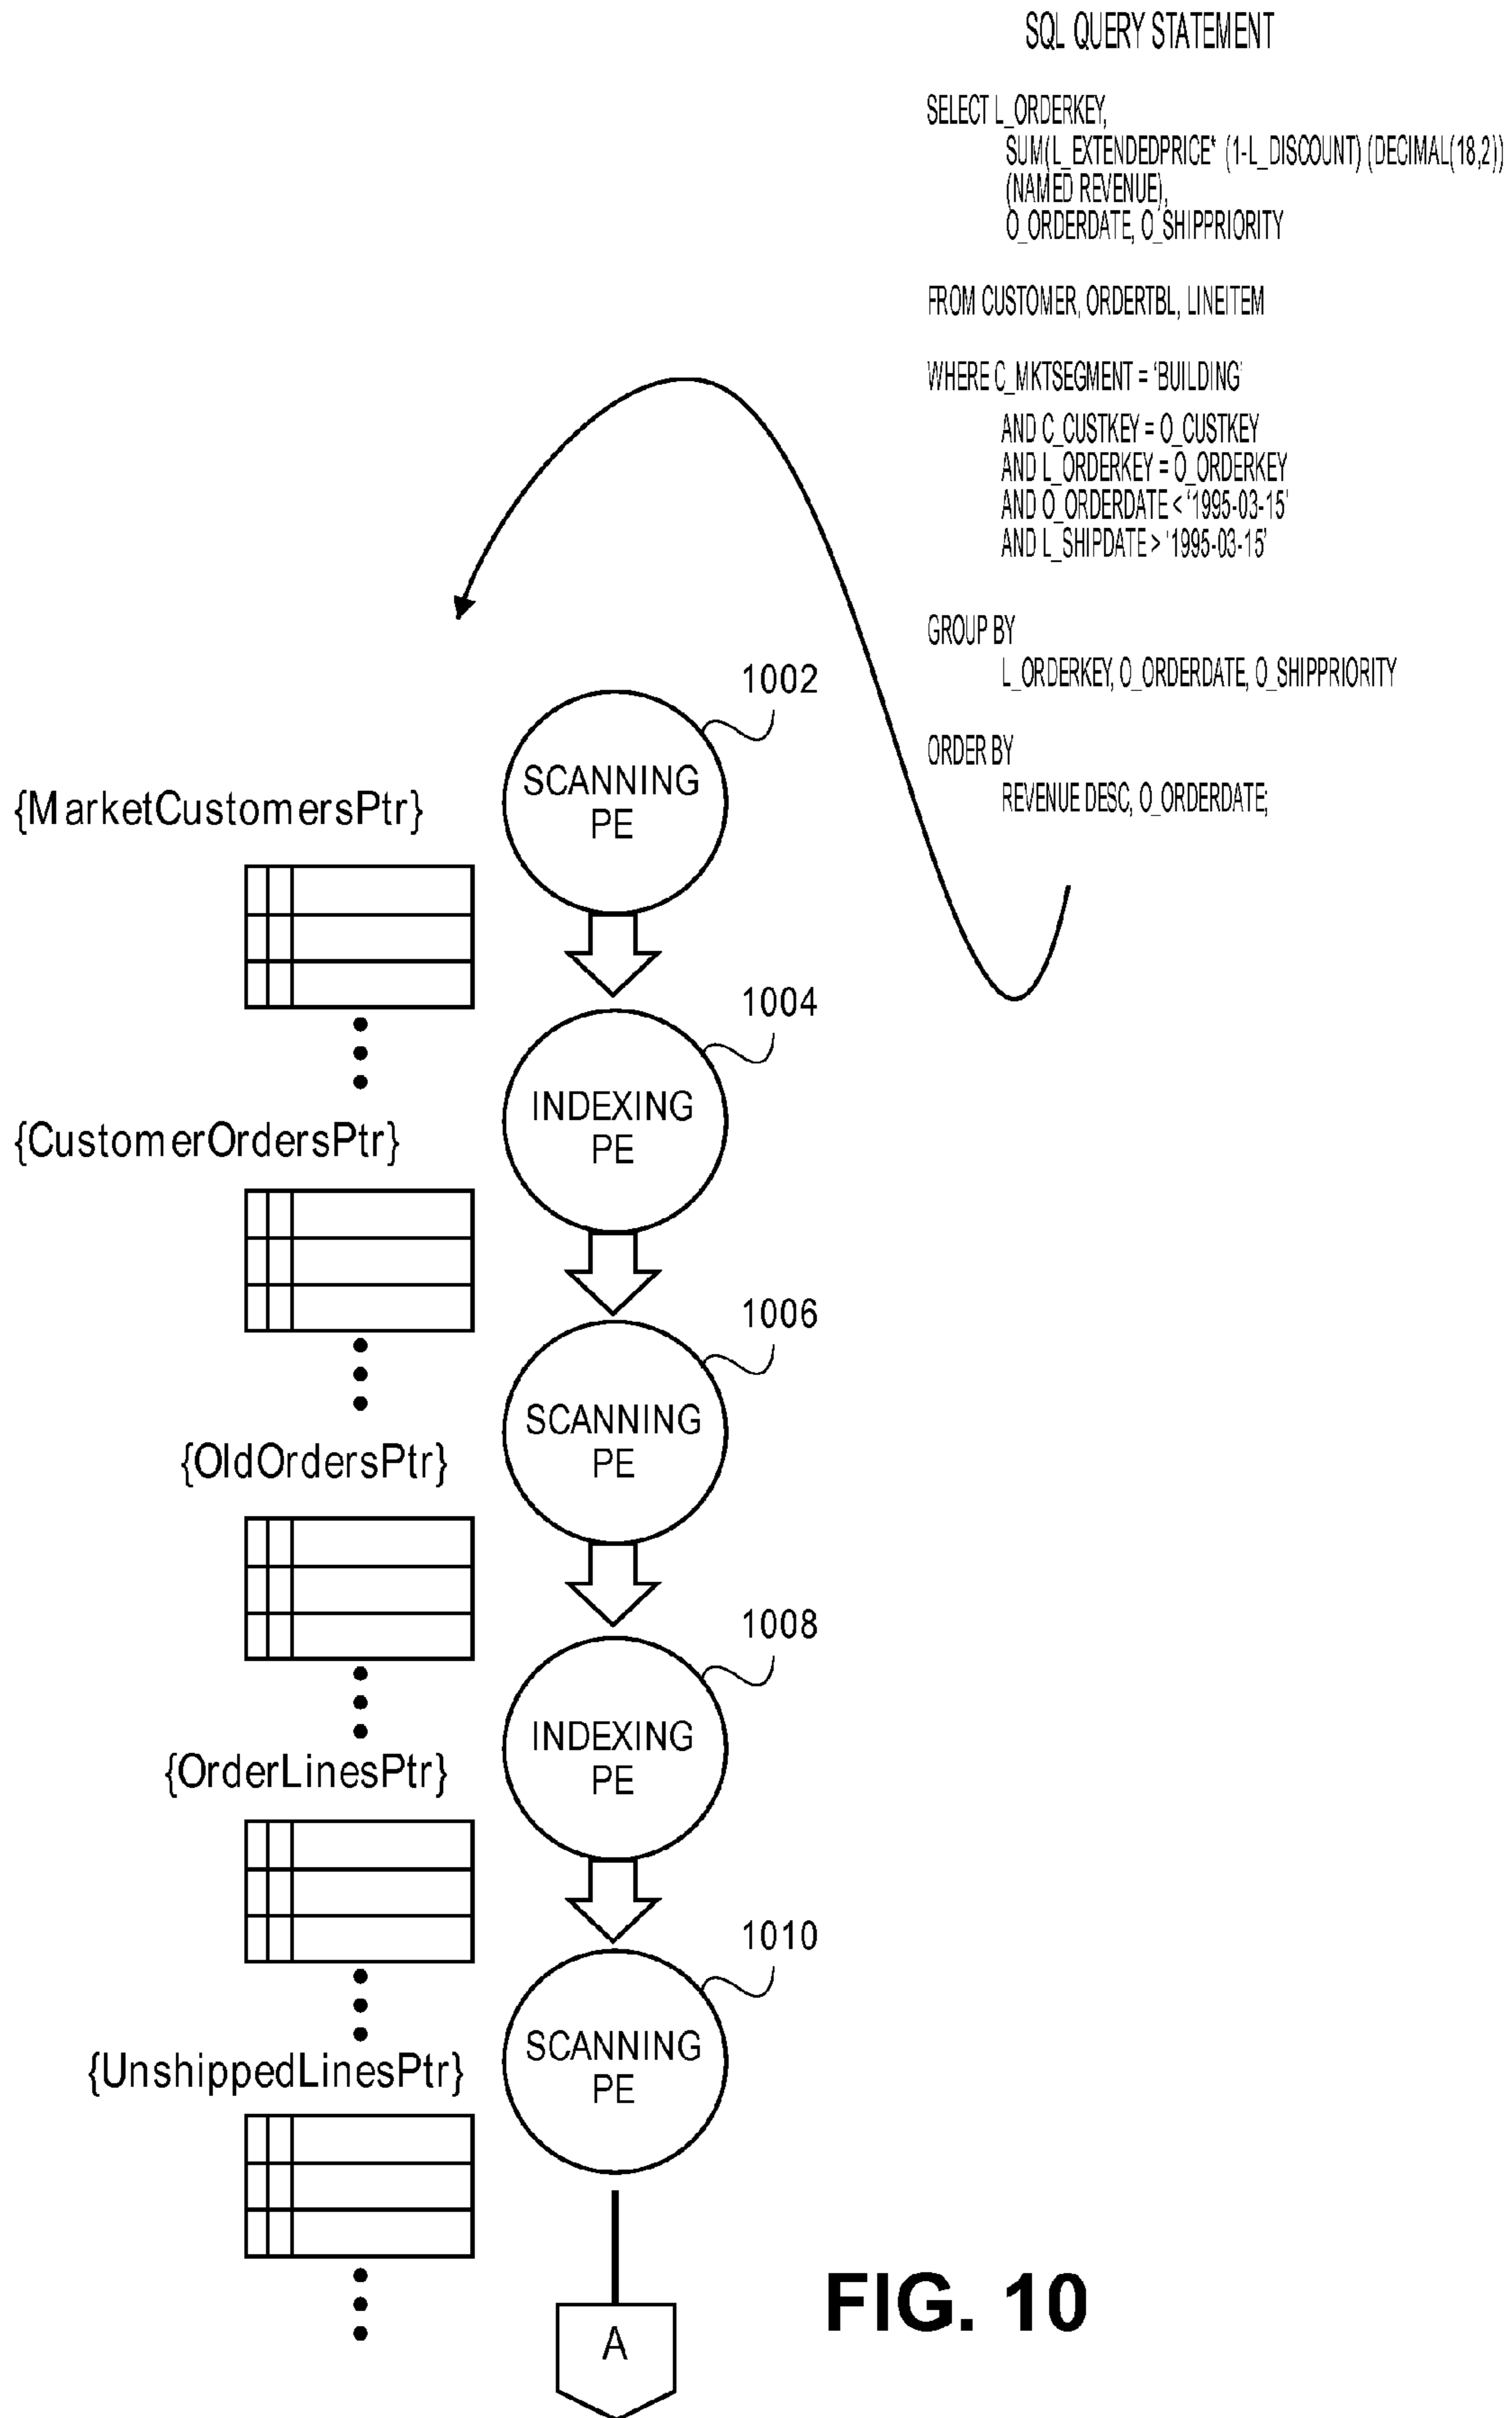 SQL QUERY STATEMENT
SELECT L_ORDERKEY,
SUM(L_EXTENDEDPRICE* (1-L_DISCOUNT) (DECIMAL(18,2))
(NAMED REVENUE),
O_ORDERDATE, O_SHIPPRIORITY
FROM CUSTOMER, ORDERTBL, LINEITEM
WHERE C_MKTSEGMENT = ‘BUILDING’
AND C_CUSTKEY = O_CUSTKEY
AND L_ORDERKEY = O_ORDERKEY
AND O_ORDERDATE < ‘1995-03-15’
AND L_SHIPDATE > ‘1995-03-15’
GROUP BY
L_ORDERKEY, O_ORDERDATE, O_SHIPPRIORITY
ORDER BY
REVENUE DESC, O_ORDERDATE;
1002
SCANNING
PE
{MarketCustomersPtr}
1004
INDEXING
PE
{CustomerOrdersPtr}
1006
SCANNING
PE
{OldOrdersPtr}
1008
INDEXING
PE
{OrderLinesPtr}
1010
SCANNING
PE
{UnshippedLinesPtr}
A
FIG. 10